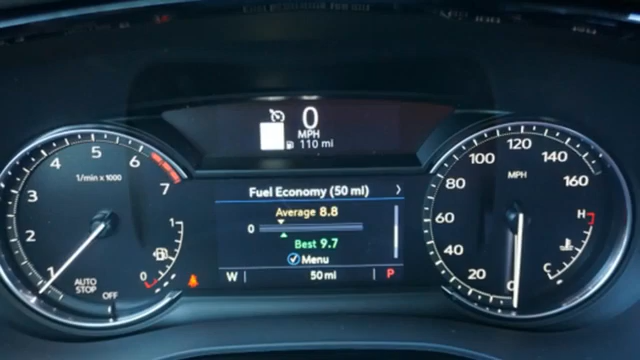 0
MPH
110 mi
1
2
3
4
5
6
7
1/min x 1000
AUTO
STOP
OFF
1
0
Fuel Economy (50 mi)
Average 8.8
0
Best 9.7
Menu
W
50 mi
P
0
20
40
60
80
100
120
140
160
MPH
H
C